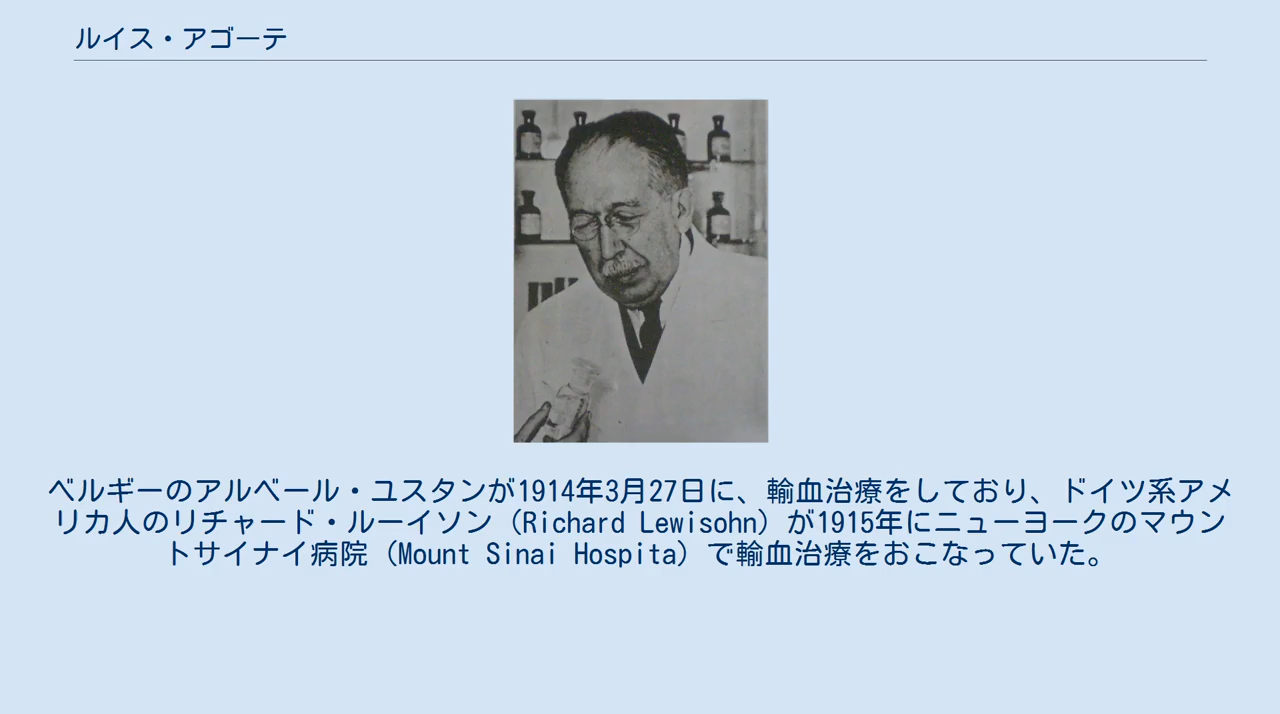 ルイス・アゴーテ
ベルギーのアルベール・ユスタンが1914年3月27日に、輸血治療をしており、ドイツ系アメ
リカ人のリチャード・ルーイソン（Richard Lewisohn）が1915年にニューヨークのマウン
トサイナイ病院（Mount Sinai Hospita）で輸血治療をおこなっていた。